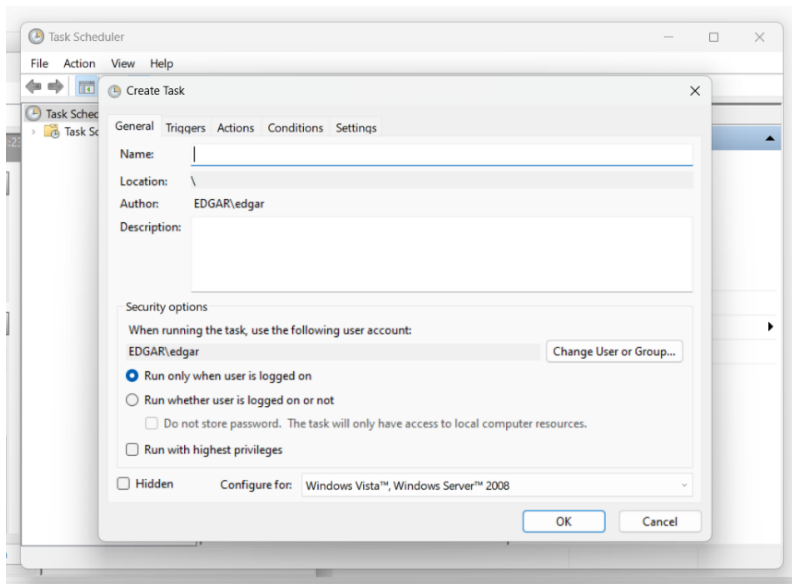 Task Scheduler
File Action View Help
Create Task
Task Sched
Task Sc
General Triggers Actions Conditions Settings
Name:
Location: \
Author: EDGAR\edgar
Description:
Security options
When running the task, use the following user account:
EDGAR\edgar Change User or Group...
Run only when user is logged on
Run whether user is logged on or not
Do not store password. The task will only have access to local computer resources.
Run with highest privileges
Hidden Configure for: Windows Vista™, Windows Server™ 2008
OK Cancel